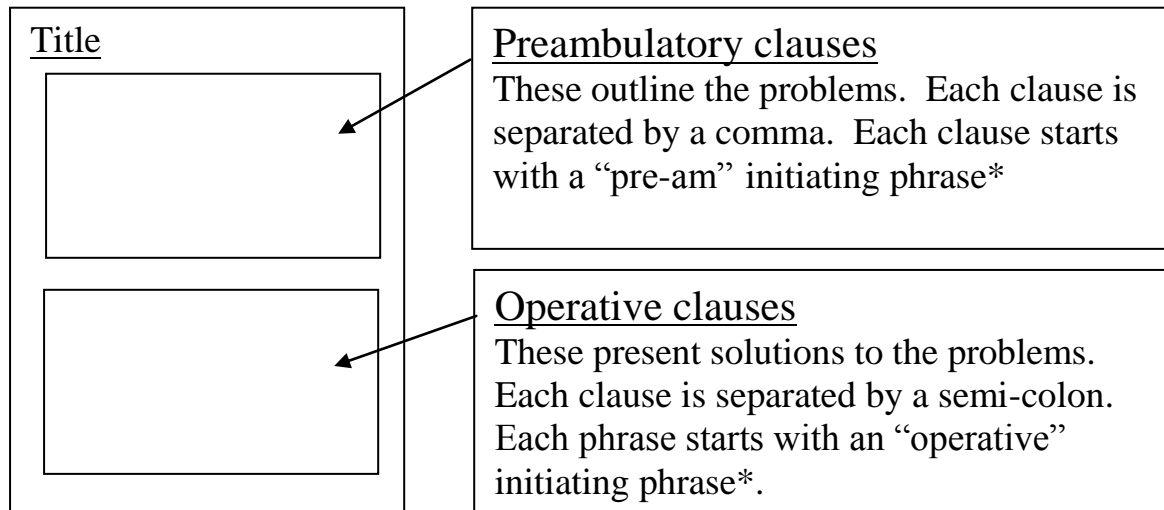 Title
Preambulatory clauses
These outline the problems.  Each clause is
separated by a comma.  Each clause starts
with a “pre-am” initiating phrase*
Operative clauses
These present solutions to the problems.
Each clause is separated by a semi-colon.
Each phrase starts with an “operative”
initiating phrase*.